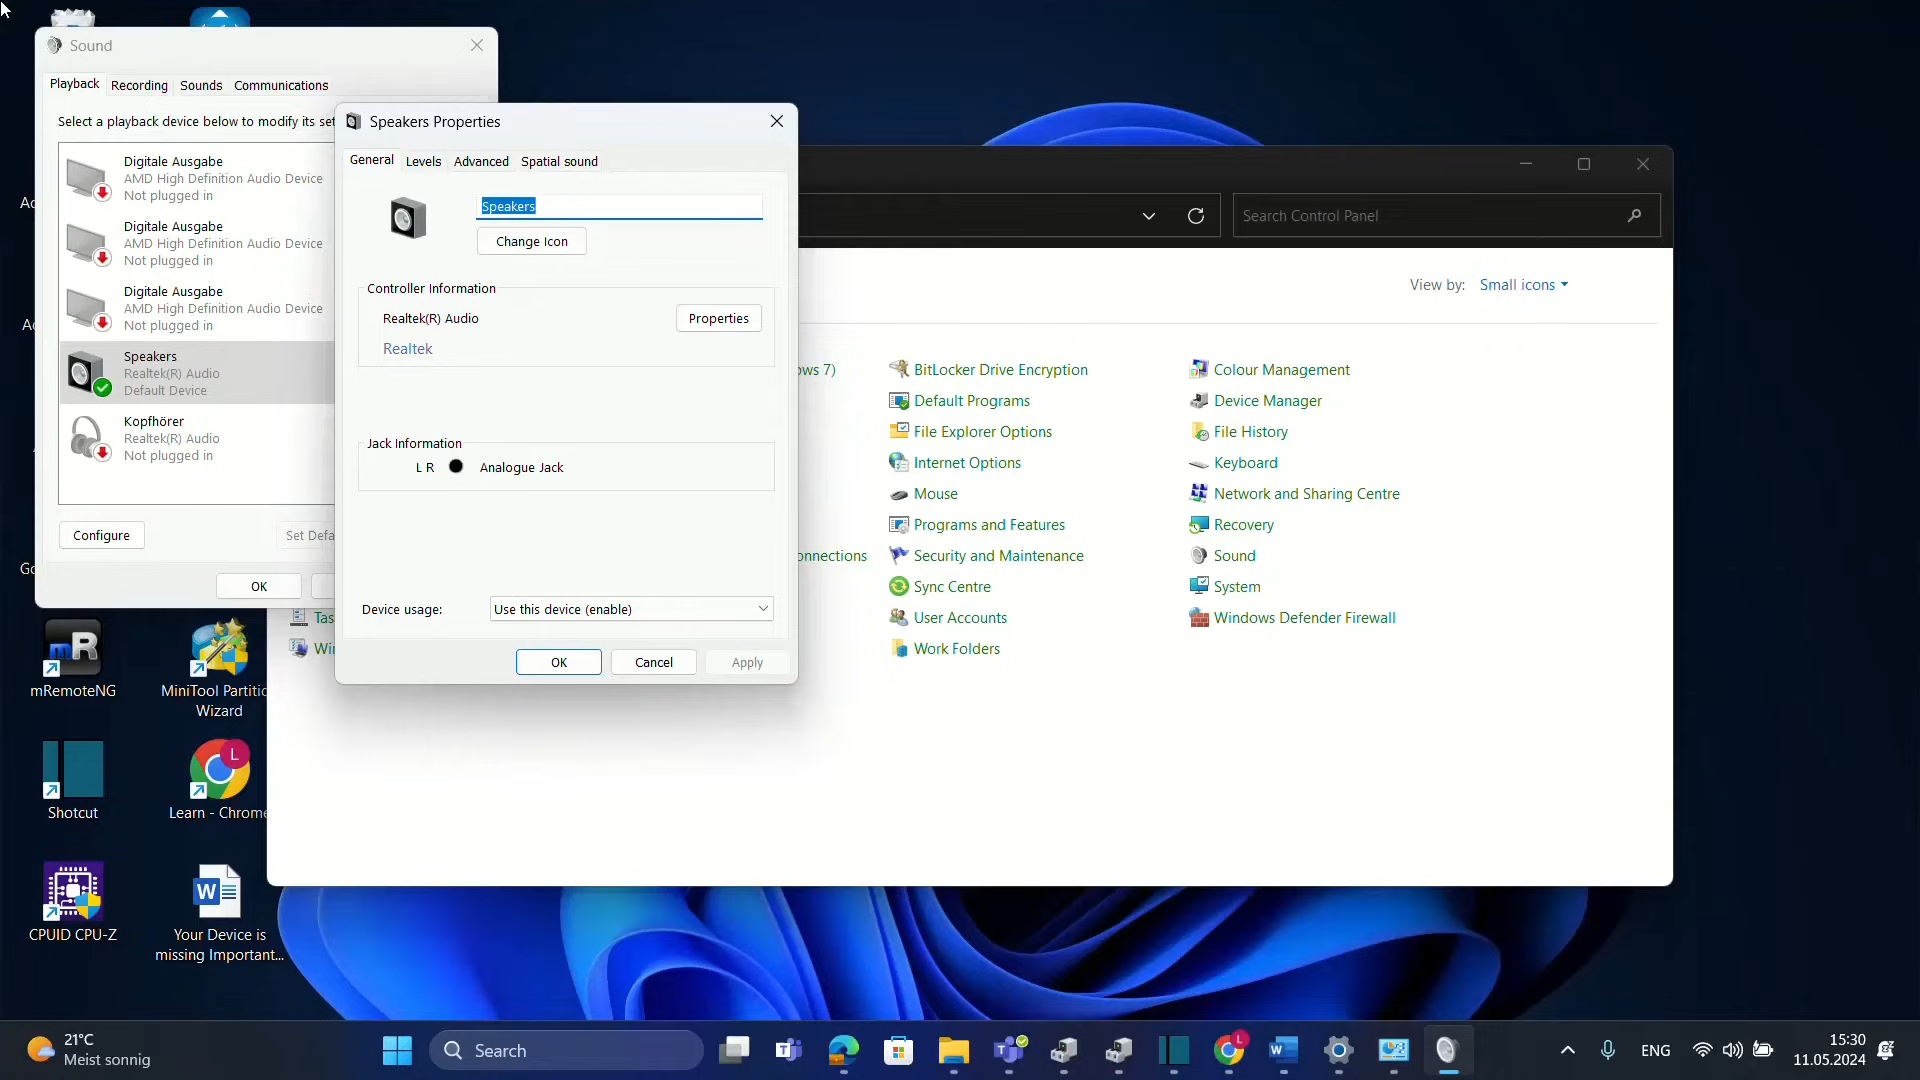 Sound
Playback
Recording
Sounds
Communications
Select a playback device below to modify its set
Digitale Ausgabe
AMD High Definition Audio Device
Not plugged in
Digitale Ausgabe
AMD High Definition Audio Device
Not plugged in
Digitale Ausgabe
AMD High Definition Audio Device
Not plugged in
Speakers
Realtek(R) Audio
Default Device
Kopfhörer
Realtek(R) Audio
Not plugged in
Configure
Set Defa
OK
Speakers Properties
General
Levels
Advanced
Spatial sound
Speakers
Change Icon
Controller Information
Realtek(R) Audio
Properties
Realtek
Jack Information
L R
Analogue Jack
Device usage:
Use this device (enable)
OK
Cancel
Apply
Search Control Panel
View by:
Small icons
ows 7)
BitLocker Drive Encryption
Colour Management
Default Programs
Device Manager
File Explorer Options
File History
Internet Options
Keyboard
Mouse
Network and Sharing Centre
Programs and Features
Recovery
onnections
Security and Maintenance
Sound
Sync Centre
System
Tas
User Accounts
Windows Defender Firewall
Win
Work Folders
Ac
Ac
Go
mR
mRemoteNG
MiniTool Partitio
Wizard
Shotcut
L
Learn - Chrome
CPUID CPU-Z
W
Your Device is
missing Important...
21°C
Meist sonnig
Search
ENG
15:30
11.05.2024